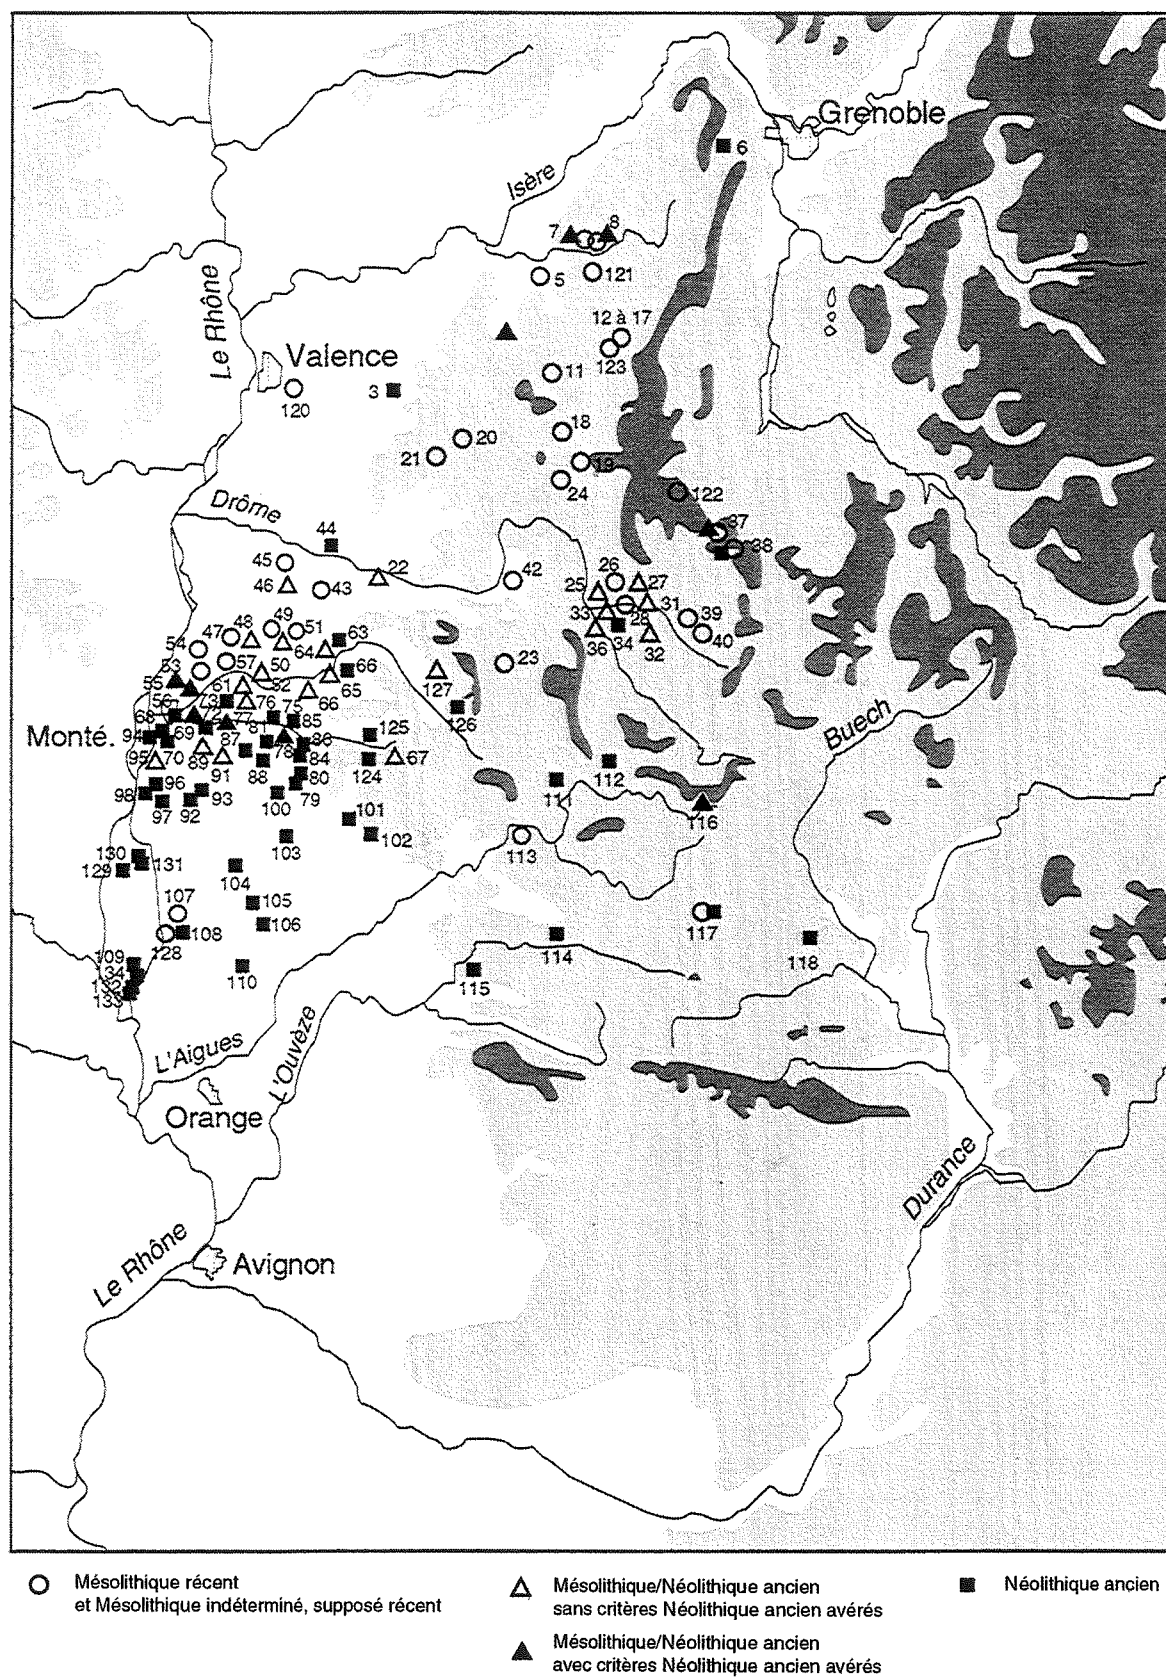 Grenoble
6
Isère
7 8
5 121
12 à 17
Le Rhône
Valence
123
11
120
3
18
20
21
19
24
122
Drôme
44
37
38
45
46
43
22
42
26
25 27
33 28 31
39
36 34 32
40
54 47 48 49 51
63
64
53 57 50
66
23
55 61 52 65
127
56 73 76 66
126
68 72 77 75 85
Monté.
94 69 81
125
86
70 87 78
95 89 84
67
91 88 80
124
96 79
98 93 100
97 92
101
102
103
112
111
116
Buech
113
130
131
129
104
107
105
106
108
128
117
114
118
109
34
132
133
110
115
L'Aigues
L'Ouvèze
Orange
Durance
Le Rhône
Avignon
Mésolithique récent
et Mésolithique indéterminé, supposé récent
Mésolithique/Néolithique ancien
sans critères Néolithique ancien avérés
Mésolithique/Néolithique ancien
avec critères Néolithique ancien avérés
Néolithique ancien